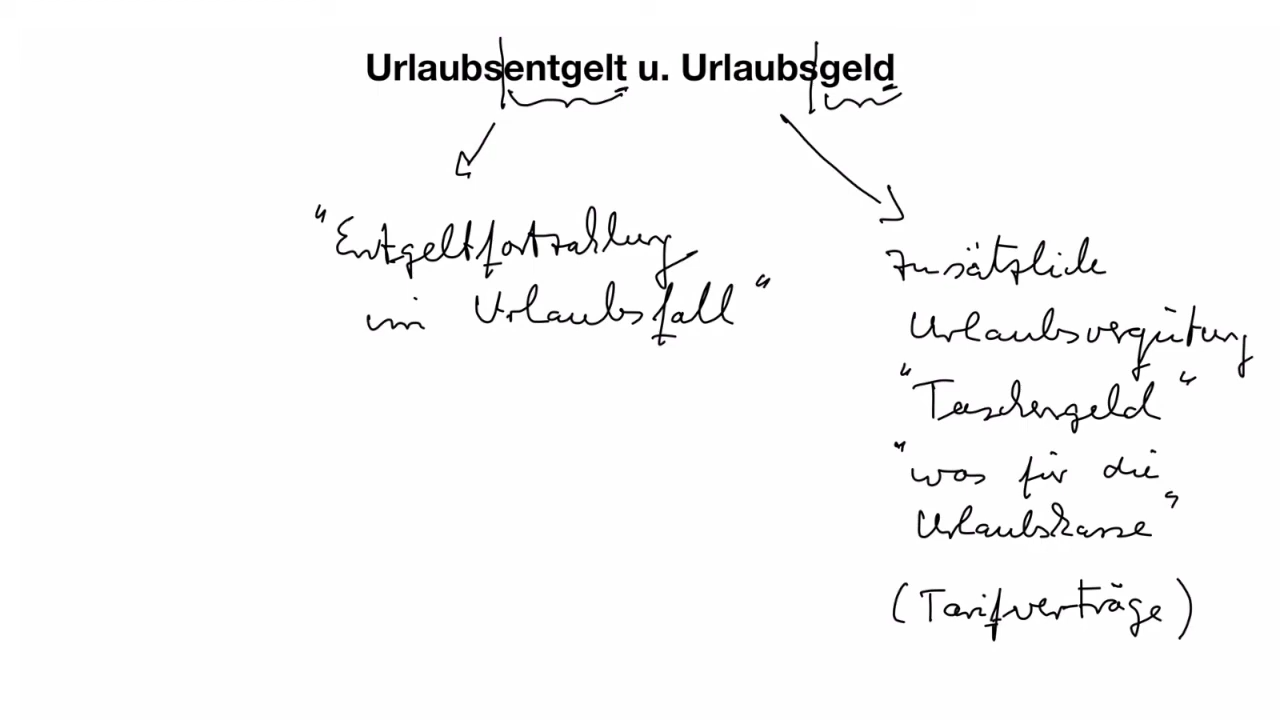 Urlaubsentgelt u. Urlaubsgeld
"Entgeltfortzahlung
im Urlaubsfall"
zusätzliche
Urlaubsvergütung
"Taschengeld"
"was für die
Urlaubskasse"
(Tarifverträge)